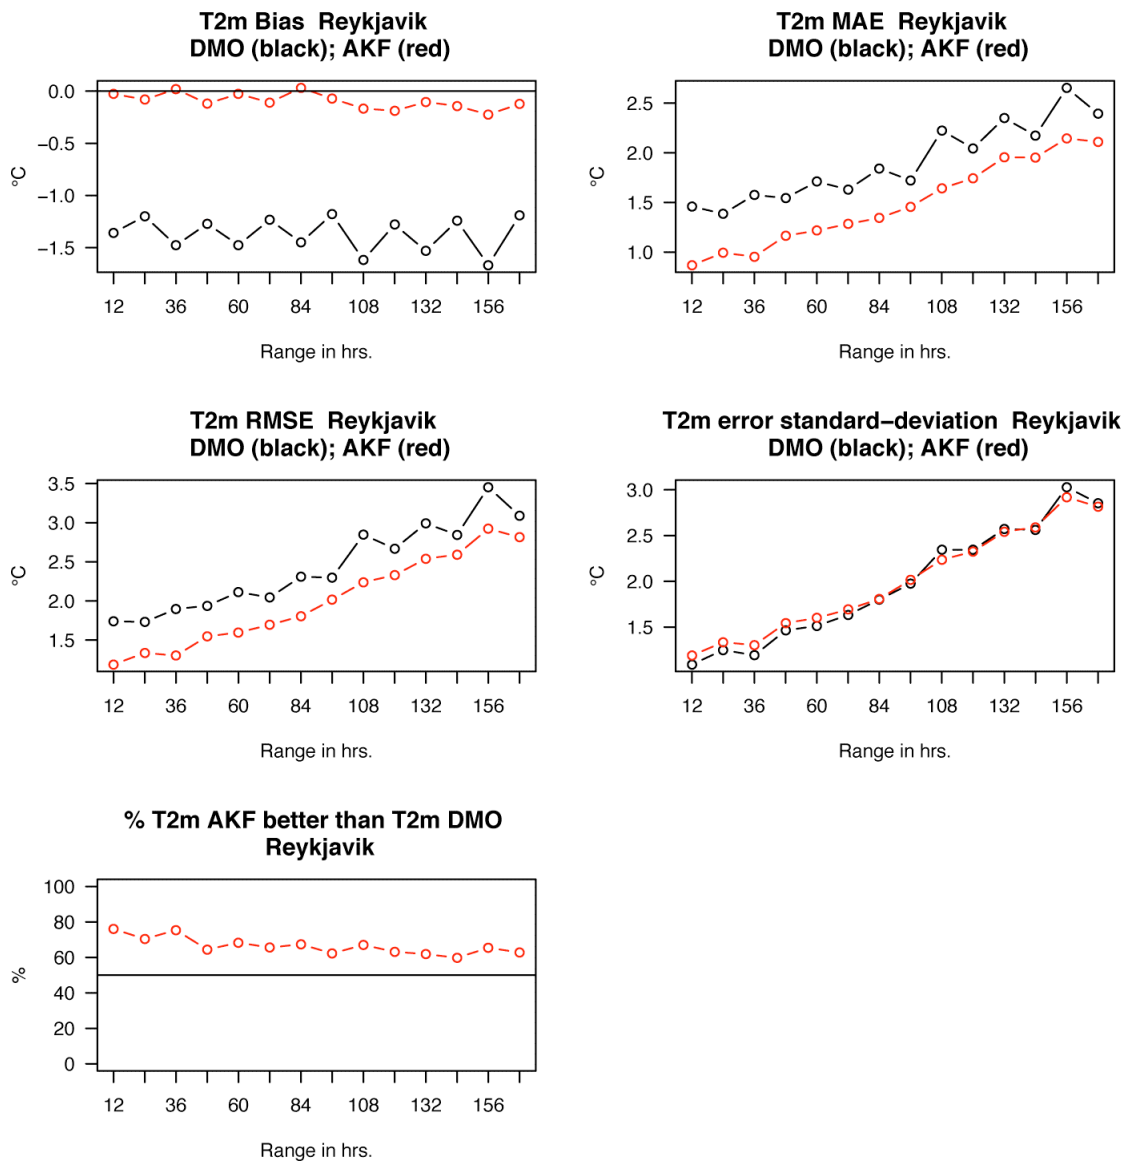 T2m Bias  Reykjavik
DMO (black); AKF (red)
0.0
−0.5
−1.0
−1.5
°C
12 36 60 84 108 132 156
Range in hrs.
T2m MAE  Reykjavik
DMO (black); AKF (red)
2.5
2.0
1.5
1.0
°C
12 36 60 84 108 132 156
Range in hrs.
T2m RMSE  Reykjavik
DMO (black); AKF (red)
3.5
3.0
2.5
2.0
1.5
°C
12 36 60 84 108 132 156
Range in hrs.
T2m error standard−deviation  Reykjavik
DMO (black); AKF (red)
3.0
2.5
2.0
1.5
°C
12 36 60 84 108 132 156
Range in hrs.
% T2m AKF better than T2m DMO
Reykjavik
100
80
60
40
20
0
%
12 36 60 84 108 132 156
Range in hrs.